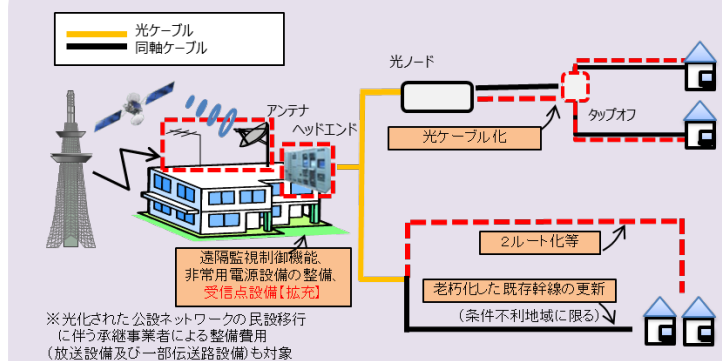 光ケーブル
同軸ケーブル
光ノード
アンテナ
ヘッドエンド
タップオフ
光ケーブル化
2ルート化等
遠隔監視制御機能、
非常用電源設備の整備、
受信点設備【拡充】
老朽化した既存幹線の更新
(条件不利地域に限る)
※光化された公設ネットワークの民設移行
に伴う承継事業者による整備費用
(放送設備及び一部伝送路設備)も対象